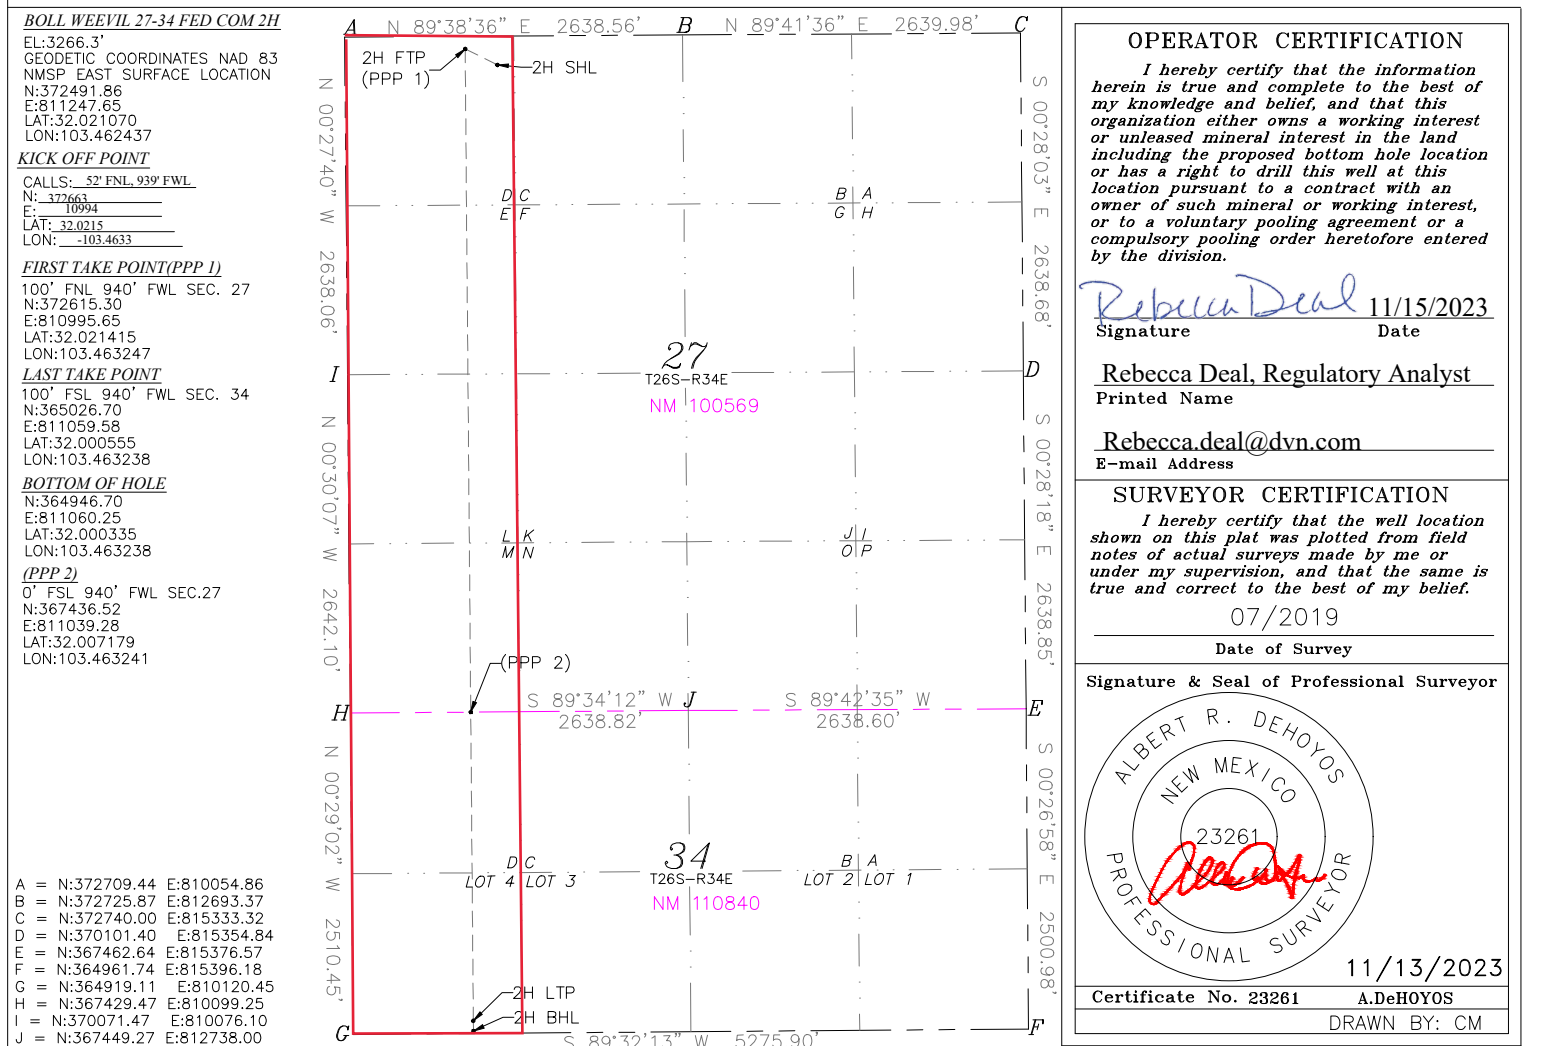 BOLL WEEVIL 27-34 FED COM 2H
EL:3266.3'
GEODETIC COORDINATES NAD 83
NMSP EAST SURFACE LOCATION
N:372491.86
E:811247.65
LAT:32.021070
LON:103.462437
KICK OFF POINT
CALLS: 52' FNL, 939' FWL
N: 372663
E: 10994
LAT: 32.0215
LON: -103.4633
FIRST TAKE POINT(PPP 1)
100' FNL 940' FWL SEC. 27
N:372615.30
E:810995.65
LAT:32.021415
LON:103.463247
LAST TAKE POINT
100' FSL 940' FWL SEC. 34
N:365026.70
E:811059.58
LAT:32.000555
LON:103.463238
BOTTOM OF HOLE
N:364946.70
E:811060.25
LAT:32.000335
LON:103.463238
(PPP 2)
0' FSL 940' FWL SEC.27
N:367436.52
E:811039.28
LAT:32.007179
LON:103.463241
A = N:372709.44 E:810054.86
B = N:372725.87 E:812693.37
C = N:372740.00 E:815333.32
D = N:370101.40 E:815354.84
E = N:367462.64 E:815376.57
F = N:364961.74 E:815396.18
G = N:364919.11 E:810120.45
H = N:367429.47 E:810099.25
I = N:370071.47 E:810076.10
J = N:367449.27 E:812738.00
A N 89°38'36" E 2638.56' B N 89°41'36" E 2639.98' C
2H FTP
(PPP 1)
2H SHL
N 00°27'40" W 2638.06'
S 00°28'03" E 2638.68'
D C
E F
B A
G H
I
D
27
T26S-R34E
NM 100569
N 00°30'07" W 2642.10'
S 00°28'18" E 2638.85'
L K
M N
J I
O P
(PPP 2)
H
S 89°34'12" W J
2638.82'
S 89°42'35" W
2638.60'
E
N 00°29'02" W 2510.45'
S 00°26'58" E 2500.98'
D C
LOT 4 LOT 3
B A
LOT 2 LOT 1
34
T26S-R34E
NM 110840
2H LTP
2H BHL
G
F
S 89°32'13" W 5275.90'
OPERATOR CERTIFICATION
I hereby certify that the information
herein is true and complete to the best of
my knowledge and belief, and that this
organization either owns a working interest
or unleased mineral interest in the land
including the proposed bottom hole location
or has a right to drill this well at this
location pursuant to a contract with an
owner of such mineral or working interest,
or to a voluntary pooling agreement or a
compulsory pooling order heretofore entered
by the division.
Rebecca Deal 11/15/2023
Signature Date
Rebecca Deal, Regulatory Analyst
Printed Name
Rebecca.deal@dvn.com
E-mail Address
SURVEYOR CERTIFICATION
I hereby certify that the well location
shown on this plat was plotted from field
notes of actual surveys made by me or
under my supervision, and that the same is
true and correct to the best of my belief.
07/2019
Date of Survey
Signature & Seal of Professional Surveyor
ALBERT R. DEHOYOS
NEW MEXICO
23261
PROFESSIONAL SURVEYOR
11/13/2023
Certificate No. 23261 A.DeHOYOS
DRAWN BY: CM